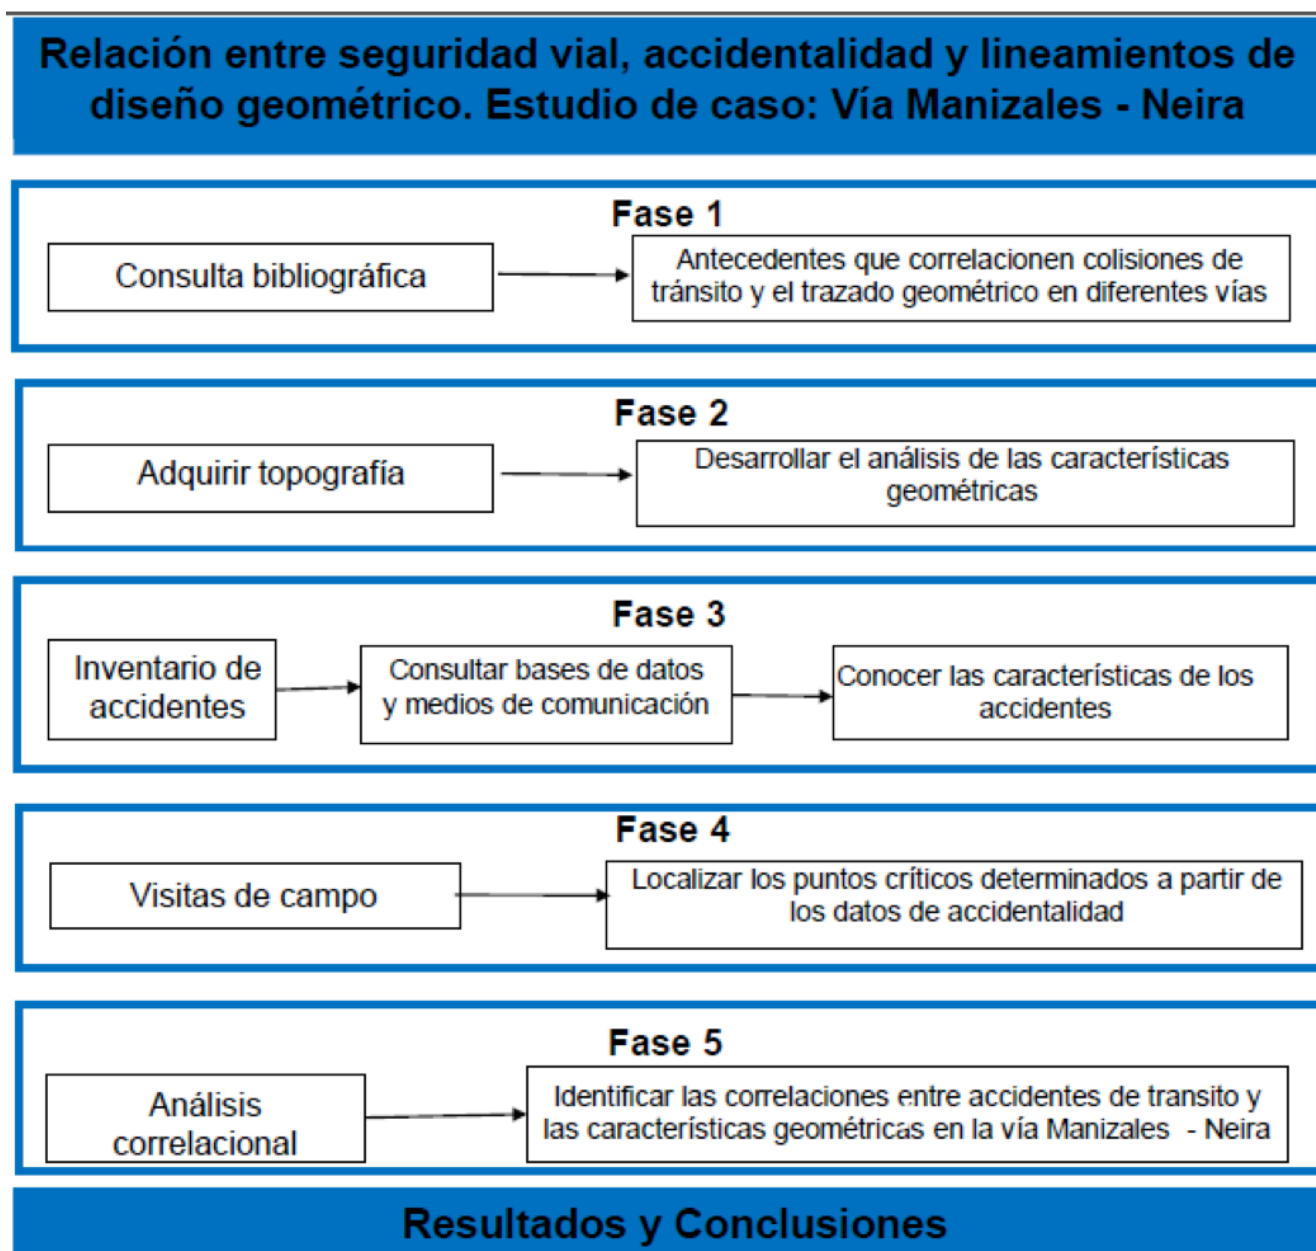 Relación entre seguridad vial, accidentalidad y lineamientos de
diseño geométrico. Estudio de caso: Vía Manizales - Neira
Fase 1
Consulta bibliográfica
Antecedentes que correlacionen colisiones de
tránsito y el trazado geométrico en diferentes vías
Fase 2
Adquirir topografía
Desarrollar el análisis de las características
geométricas
Fase 3
Inventario de
accidentes
Consultar bases de datos
y medios de comunicación
Conocer las características de los
accidentes
Fase 4
Visitas de campo
Localizar los puntos críticos determinados a partir de
los datos de accidentalidad
Fase 5
Análisis
correlacional
Identificar las correlaciones entre accidentes de transito y
las características geométricas en la vía Manizales - Neira
Resultados y Conclusiones